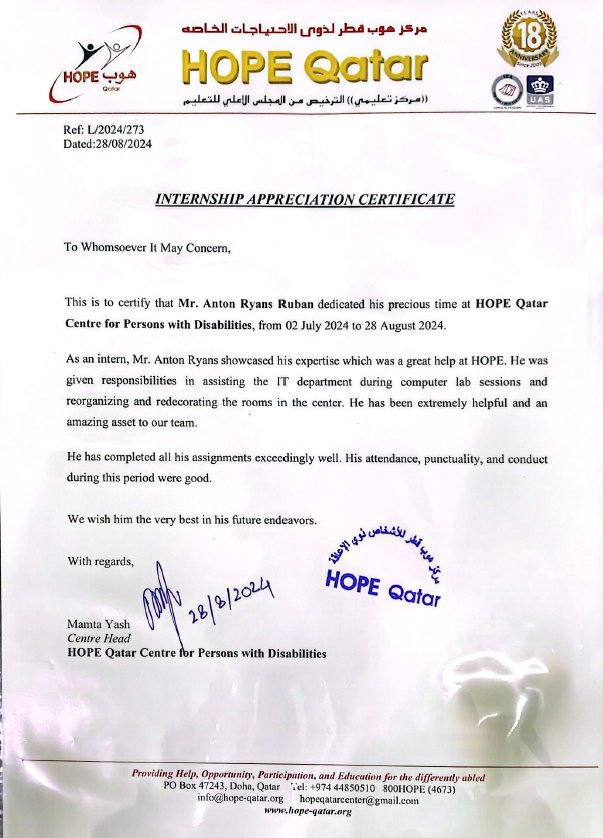 مركز هوب قطر لذوى الاحتياجات الخاصه
HOPE Qatar
((مركز تعليمي)) الترخيص من المجلس الاعلي للتعليم
HOPE هوب
Qatar
YEARS
18
ANNIVERSARY
Since 2005
UAS
Ref: L/2024/273
Dated:28/08/2024
INTERNSHIP APPRECIATION CERTIFICATE
To Whomsoever It May Concern,
This is to certify that Mr. Anton Ryans Ruban dedicated his precious time at HOPE Qatar
Centre for Persons with Disabilities, from 02 July 2024 to 28 August 2024.
As an intern, Mr. Anton Ryans showcased his expertise which was a great help at HOPE. He was
given responsibilities in assisting the IT department during computer lab sessions and
reorganizing and redecorating the rooms in the center. He has been extremely helpful and an
amazing asset to our team.
He has completed all his assignments exceedingly well. His attendance, punctuality, and conduct
during this period were good.
We wish him the very best in his future endeavors.
With regards,
28/8/2024
مركز هوب قطر للأشخاص ذوي الإعاقة
HOPE Qatar
Mamta Yash
Centre Head
HOPE Qatar Centre for Persons with Disabilities
Providing Help, Opportunity, Participation, and Education for the differently abled
PO Box 47243, Doha, Qatar Tel: +974 44850510 800HOPE (4673)
info@hope-qatar.org hopeqatarcenter@gmail.com
www.hope-qatar.org